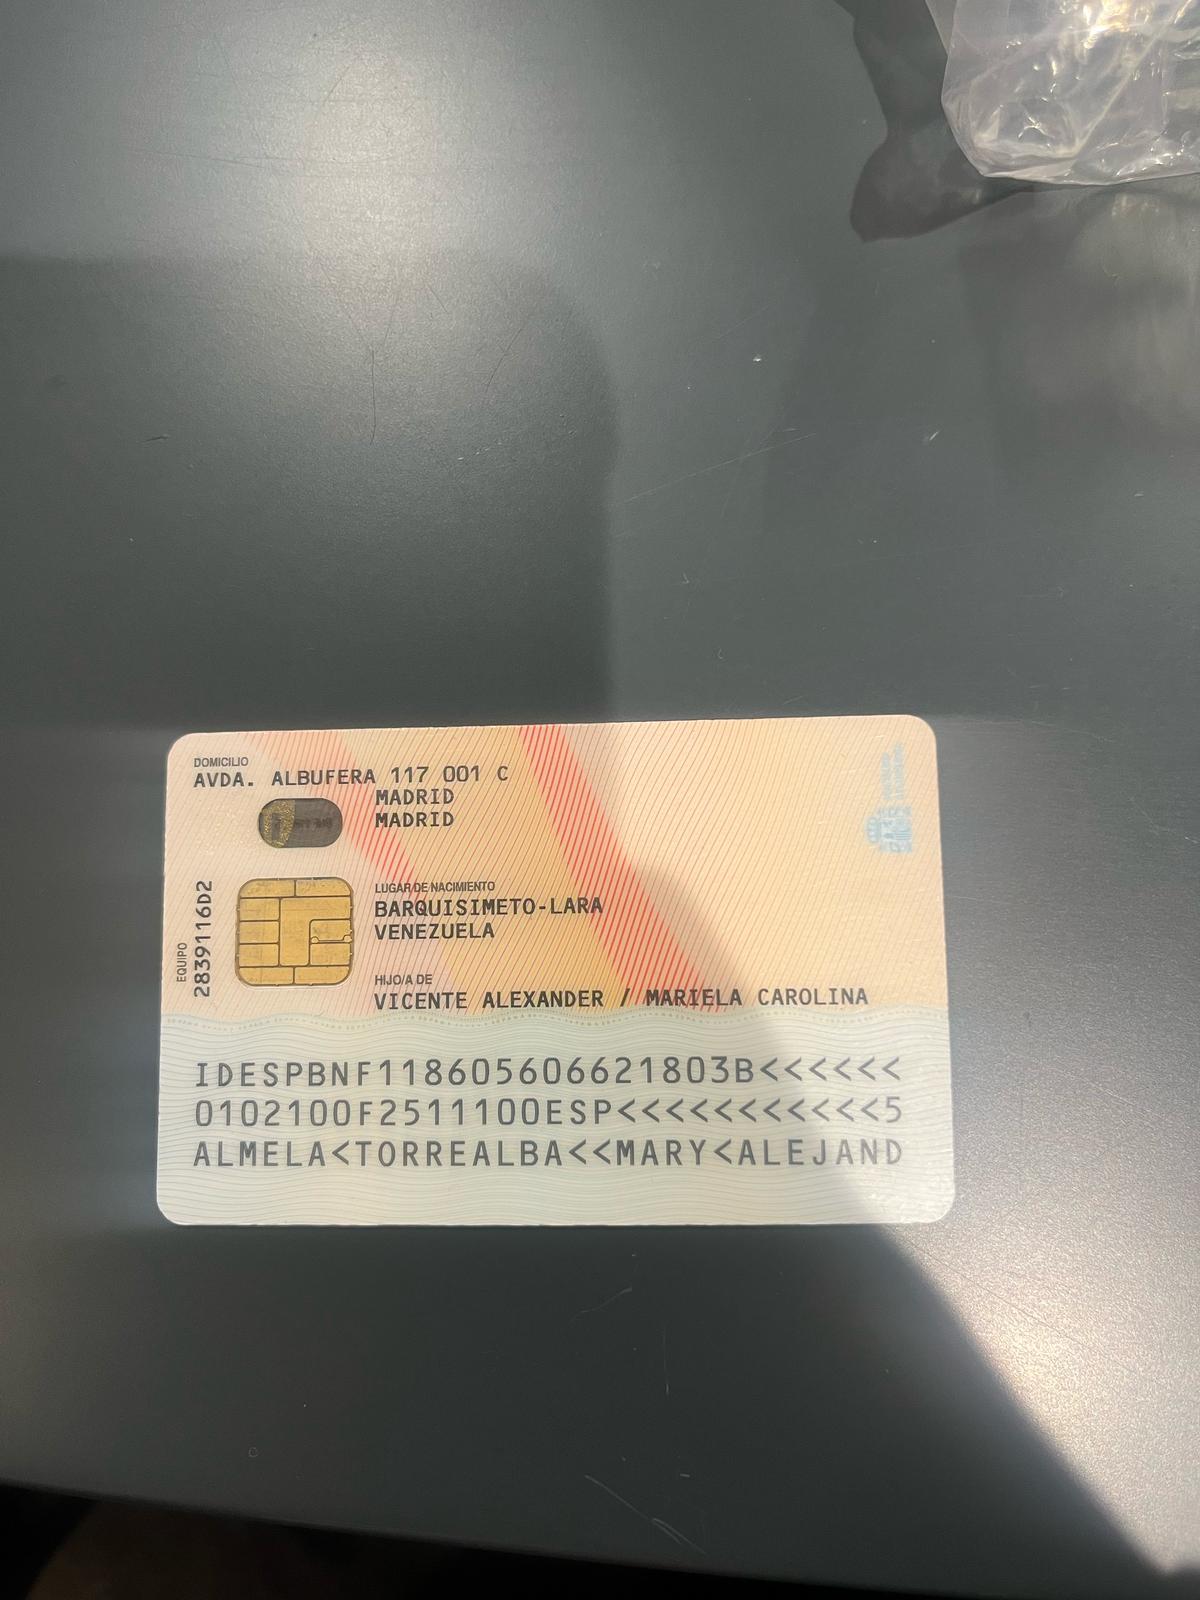 DOMICILIO
AVDA. ALBUFERA 117 001 C
MADRID
MADRID
LUGAR DE NACIMIENTO
BARQUISIMETO-LARA
VENEZUELA
EQUIPO
2839116D2
HIJO/A DE
VICENTE ALEXANDER / MARIELA CAROLINA
IDESPBNF118605606621803B<<<<<<
0102100F2511100ESP<<<<<<<<<<<5
ALMELA<TORREALBA<<MARY<ALEJAND